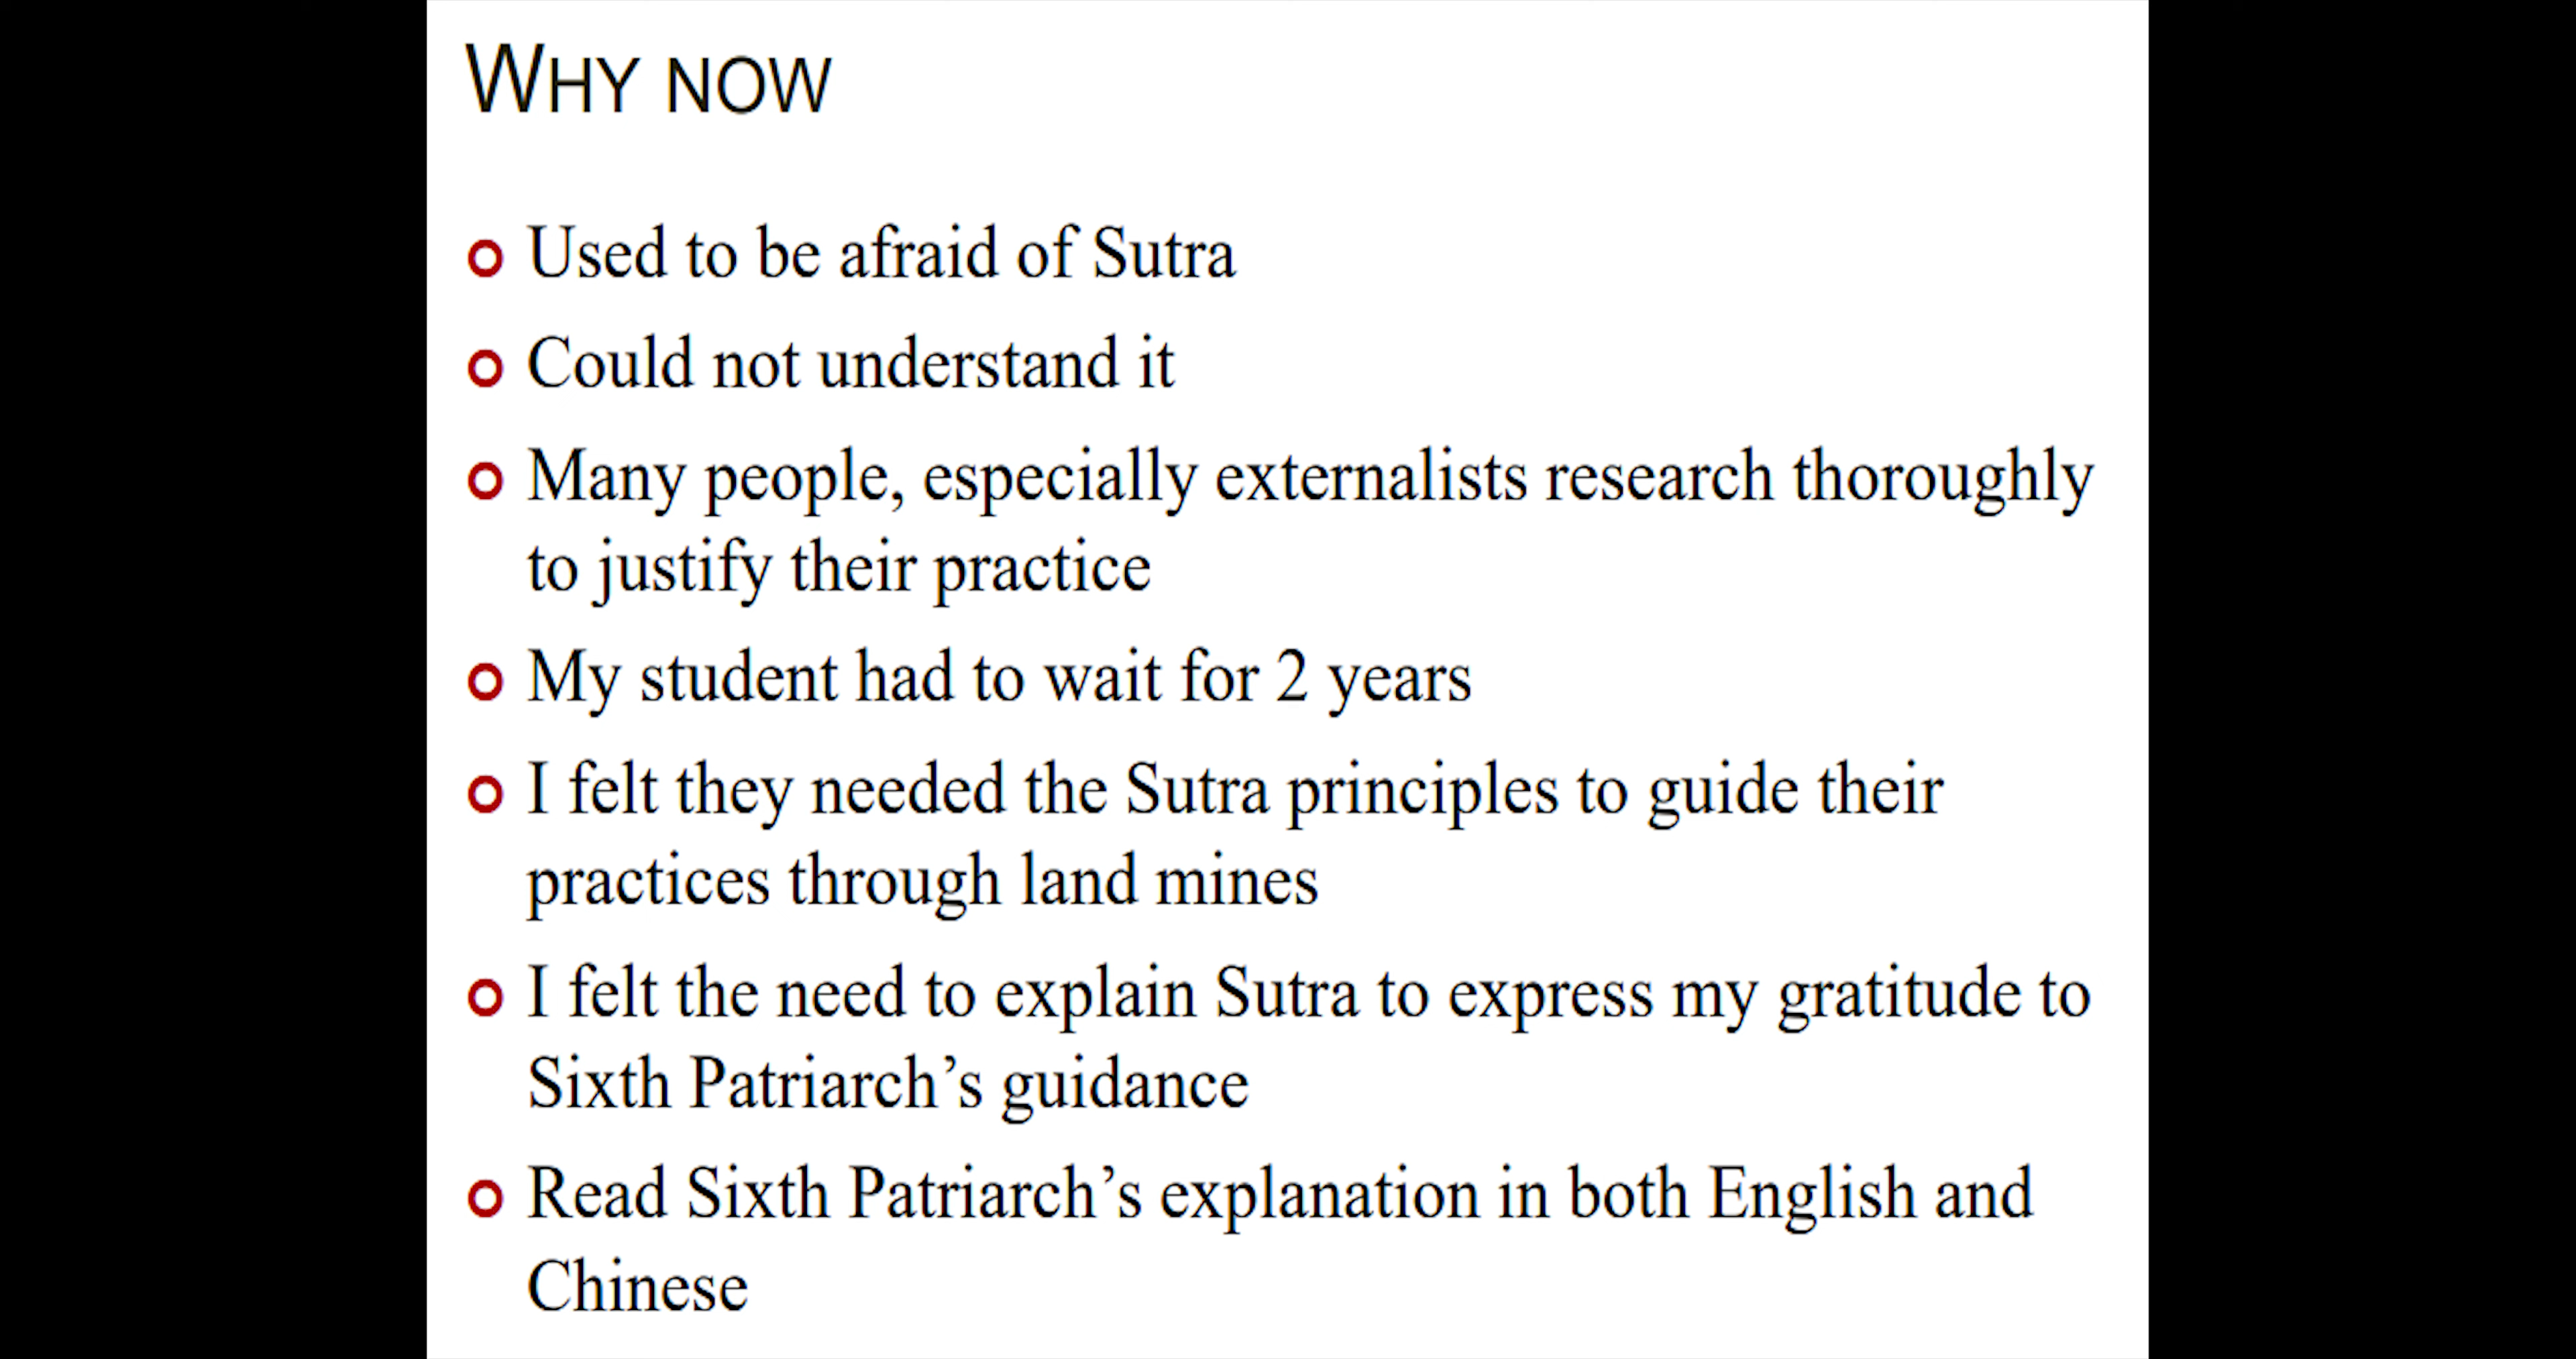 WHY NOW
Used to be afraid of Sutra
Could not understand it
Many people, especially externalists research thoroughly
to justify their practice
My student had to wait for 2 years
I felt they needed the Sutra principles to guide their
practices through land mines
I felt the need to explain Sutra to express my gratitude to
Sixth Patriarch’s guidance
Read Sixth Patriarch’s explanation in both English and
Chinese